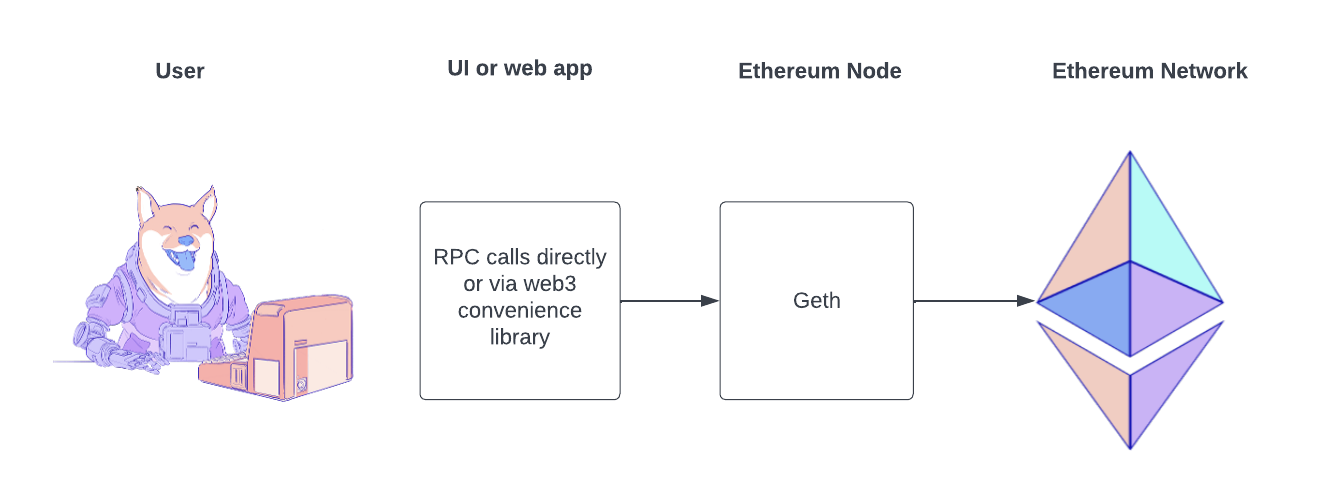 User
UI or web app
Ethereum Node
Ethereum Network
RPC calls directly
or via web3
convenience
library
Geth